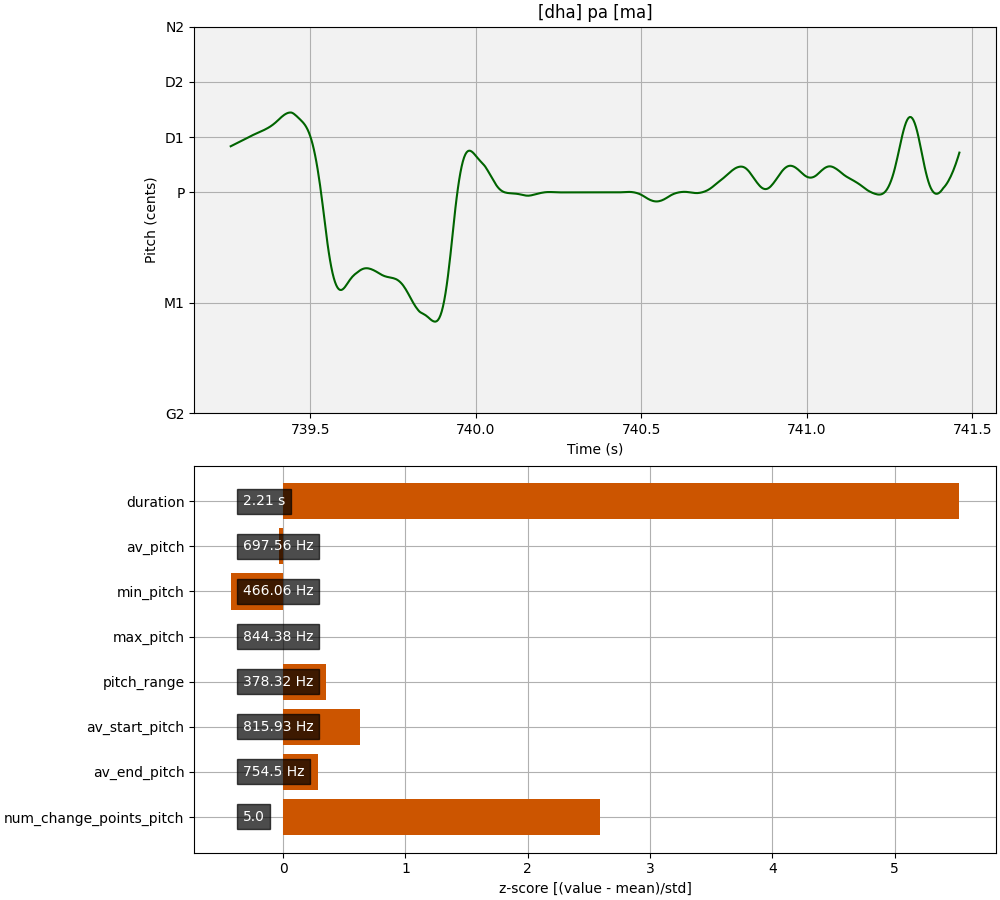 [dha] pa [ma]
N2
D2
D1
P
M1
G2
Pitch (cents)
739.5 740.0 740.5 741.0 741.5
Time (s)
duration 2.21 s
av_pitch 697.56 Hz
min_pitch 466.06 Hz
max_pitch 844.38 Hz
pitch_range 378.32 Hz
av_start_pitch 815.93 Hz
av_end_pitch 754.5 Hz
num_change_points_pitch 5.0
0 1 2 3 4 5
z-score [(value - mean)/std]